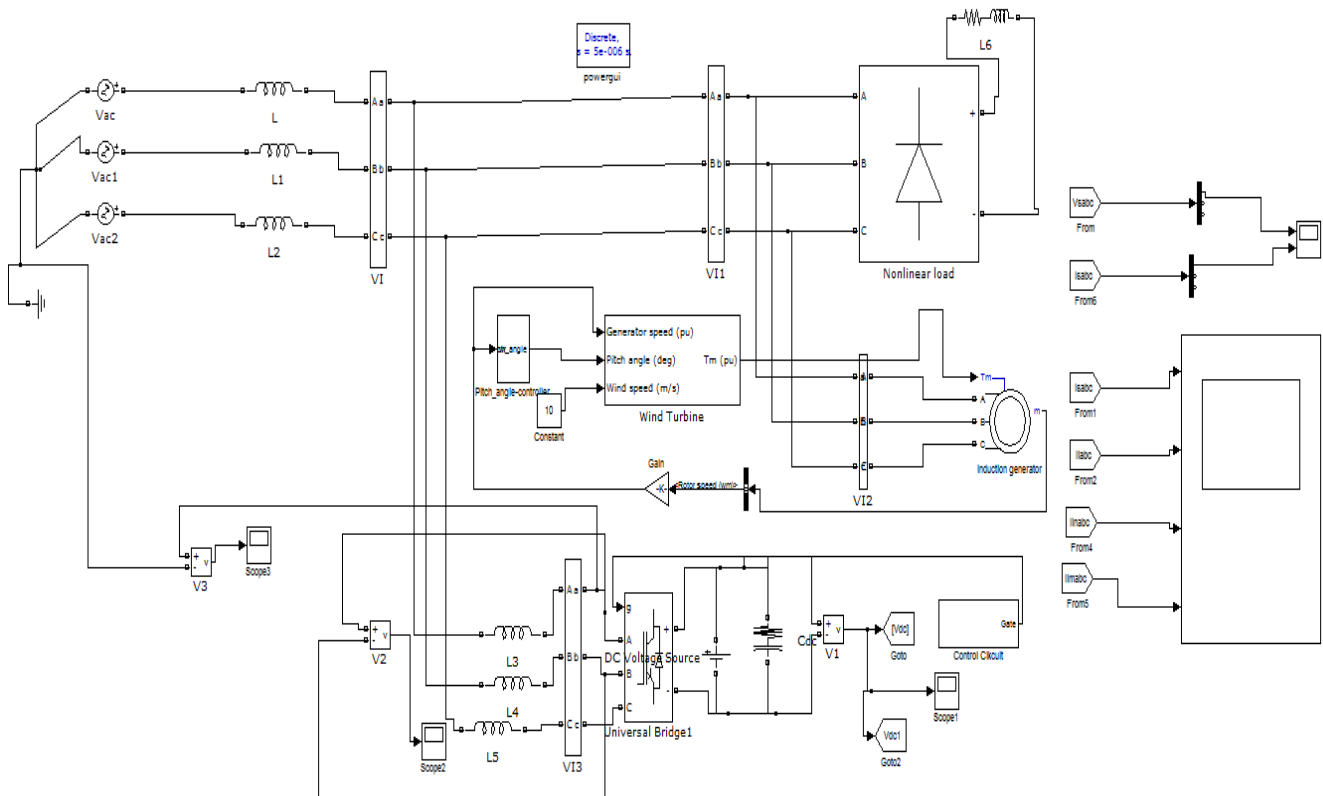 Discrete,
s = 5e-006 s.
powergui
L6
Vac
L
A a
A a
A
+
Vac1
L1
B b
B b
B
Vac2
L2
C c
C c
C
-
VI
VI1
Nonlinear load
Vsabc
From
Isabc
From6
Generator speed (pu)
Pitch angle (deg)
Tm (pu)
Wind speed (m/s)
Wind Turbine
Pitch_angle-controller
10
Constant
Tm
A
B
C
m
Induction generator
VI2
Gain
-K-
<Rotor speed (wm)>
Isabc
From1
From2
From4
From5
+
-
v
V3
Scope3
+
-
v
V2
Scope2
L3
L4
L5
A a
B b
C c
VI3
g
A
B
C
+
-
Universal Bridge1
DC Voltage Source
+
Cdc
+
-
v
V1
[Vdc]
Goto
Scope1
Vdc1
Goto2
Gate
Control Cikcuit